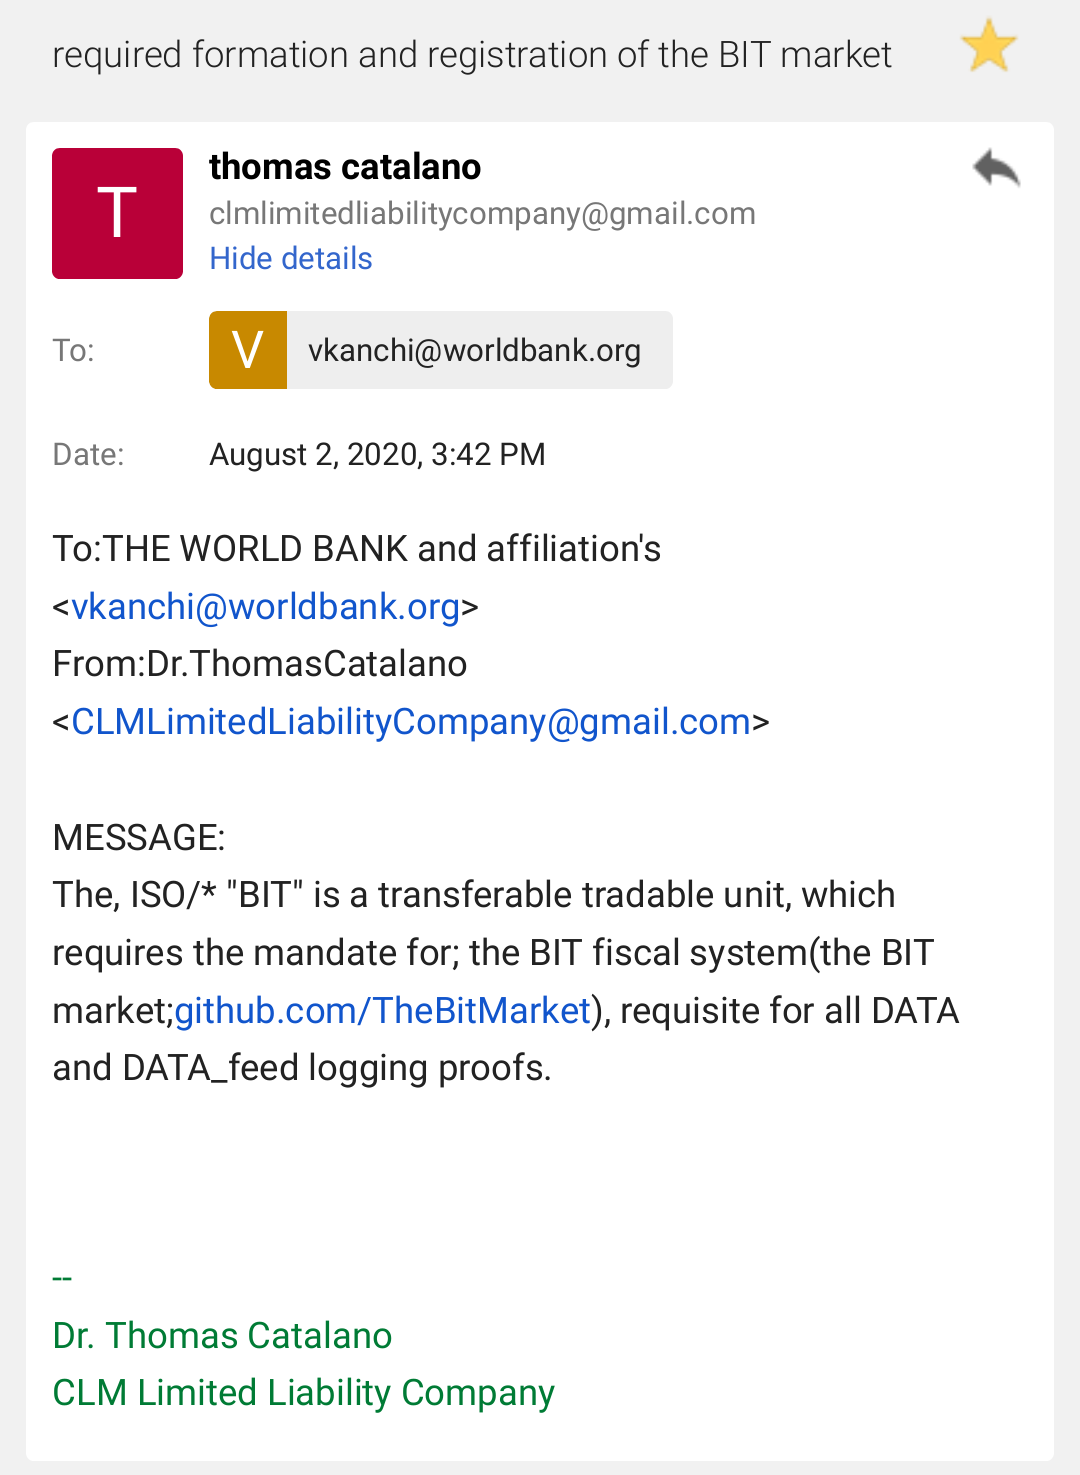 required formation and registration of the BIT market
T
thomas catalano
clmlimitedliabilitycompany@gmail.com
Hide details
To:
V
vkanchi@worldbank.org
Date:
August 2, 2020, 3:42 PM
To:THE WORLD BANK and affiliation's
<vkanchi@worldbank.org>
From:Dr.ThomasCatalano
<CLMLimitedLiabilityCompany@gmail.com>
MESSAGE:
The, ISO/* "BIT" is a transferable tradable unit, which
requires the mandate for; the BIT fiscal system(the BIT
market;github.com/TheBitMarket), requisite for all DATA
and DATA_feed logging proofs.
--
Dr. Thomas Catalano
CLM Limited Liability Company